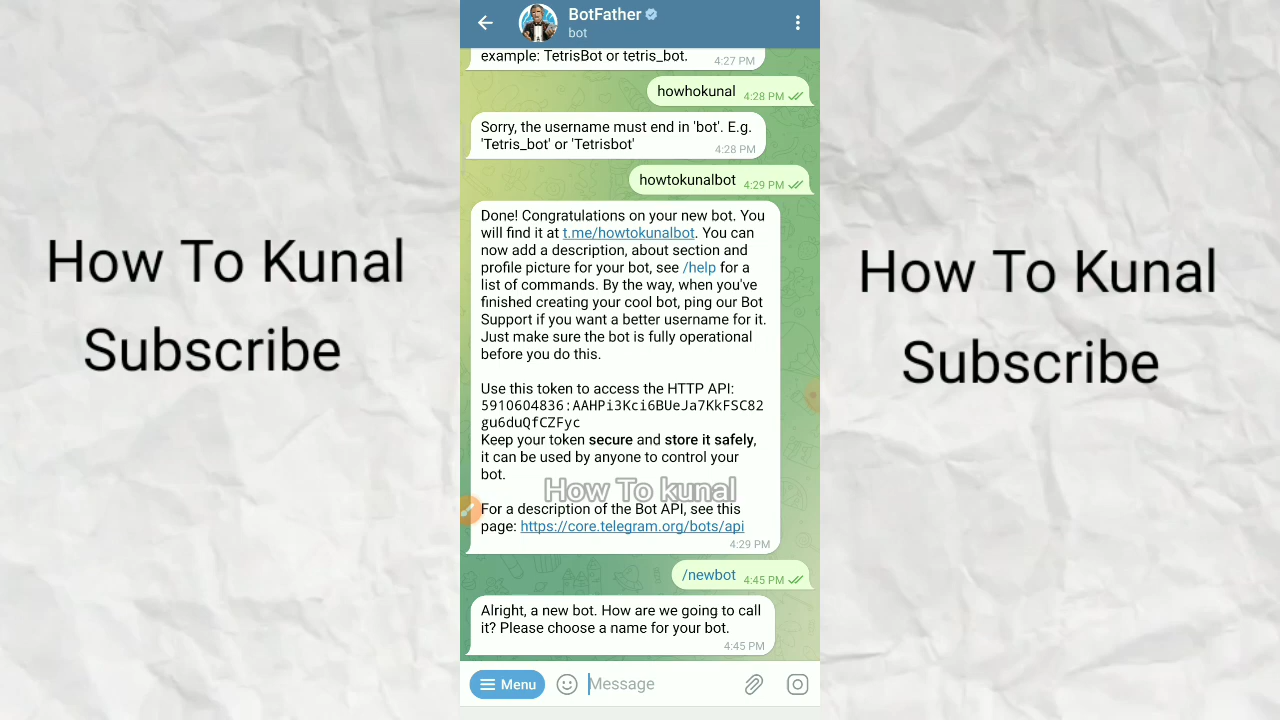 BotFather
bot
example: TetrisBot or tetris_bot.
4:27 PM
howhokunal
4:28 PM
Sorry, the username must end in 'bot'. E.g.
'Tetris_bot' or 'Tetrisbot'
4:28 PM
howtokunalbot
4:29 PM
Done! Congratulations on your new bot. You
will find it at t.me/howtokunalbot. You can
now add a description, about section and
profile picture for your bot, see /help for a
list of commands. By the way, when you've
finished creating your cool bot, ping our Bot
Support if you want a better username for it.
Just make sure the bot is fully operational
before you do this.
Use this token to access the HTTP API:
5910604836:AAHPi3Kci6BUeJa7KkFSC82
gu6duQfCZFyc
Keep your token secure and store it safely,
it can be used by anyone to control your
bot.
How To kunal
For a description of the Bot API, see this
page: https://core.telegram.org/bots/api
4:29 PM
/newbot
4:45 PM
Alright, a new bot. How are we going to call
it? Please choose a name for your bot.
4:45 PM
Menu
Message
How To Kunal
Subscribe
How To Kunal
Subscribe